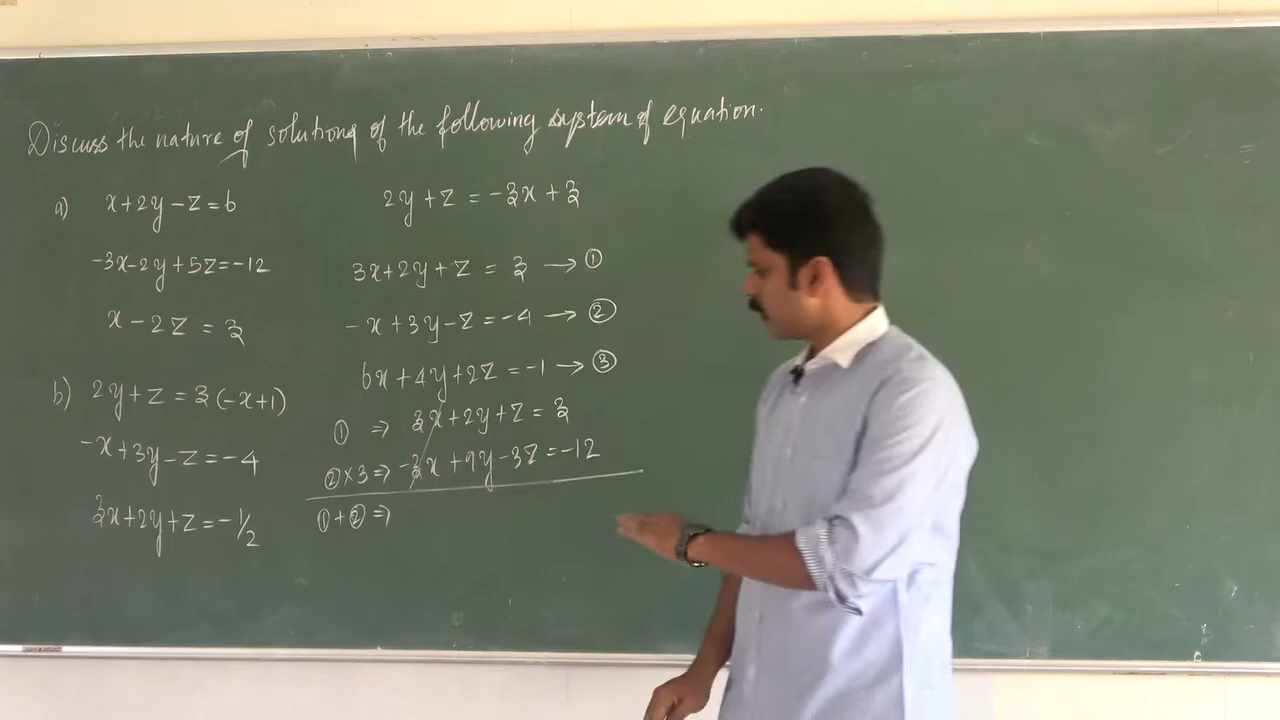 Discuss the nature of solutions of the following system of equation.
a) x+2y-z=6
-3x-2y+5z=-12
x-2z=3
b) 2y+z=3(-x+1)
-x+3y-z=-4
3x+2y+z=-1/2
2y+z=-3x+3
3x+2y+z=3 → ①
-x+3y-z=-4 → ②
6x+4y+2z=-1 → ③
① ⇒ 3x+2y+z=3
②×3 ⇒ -3x+9y-3z=-12
①+② ⇒